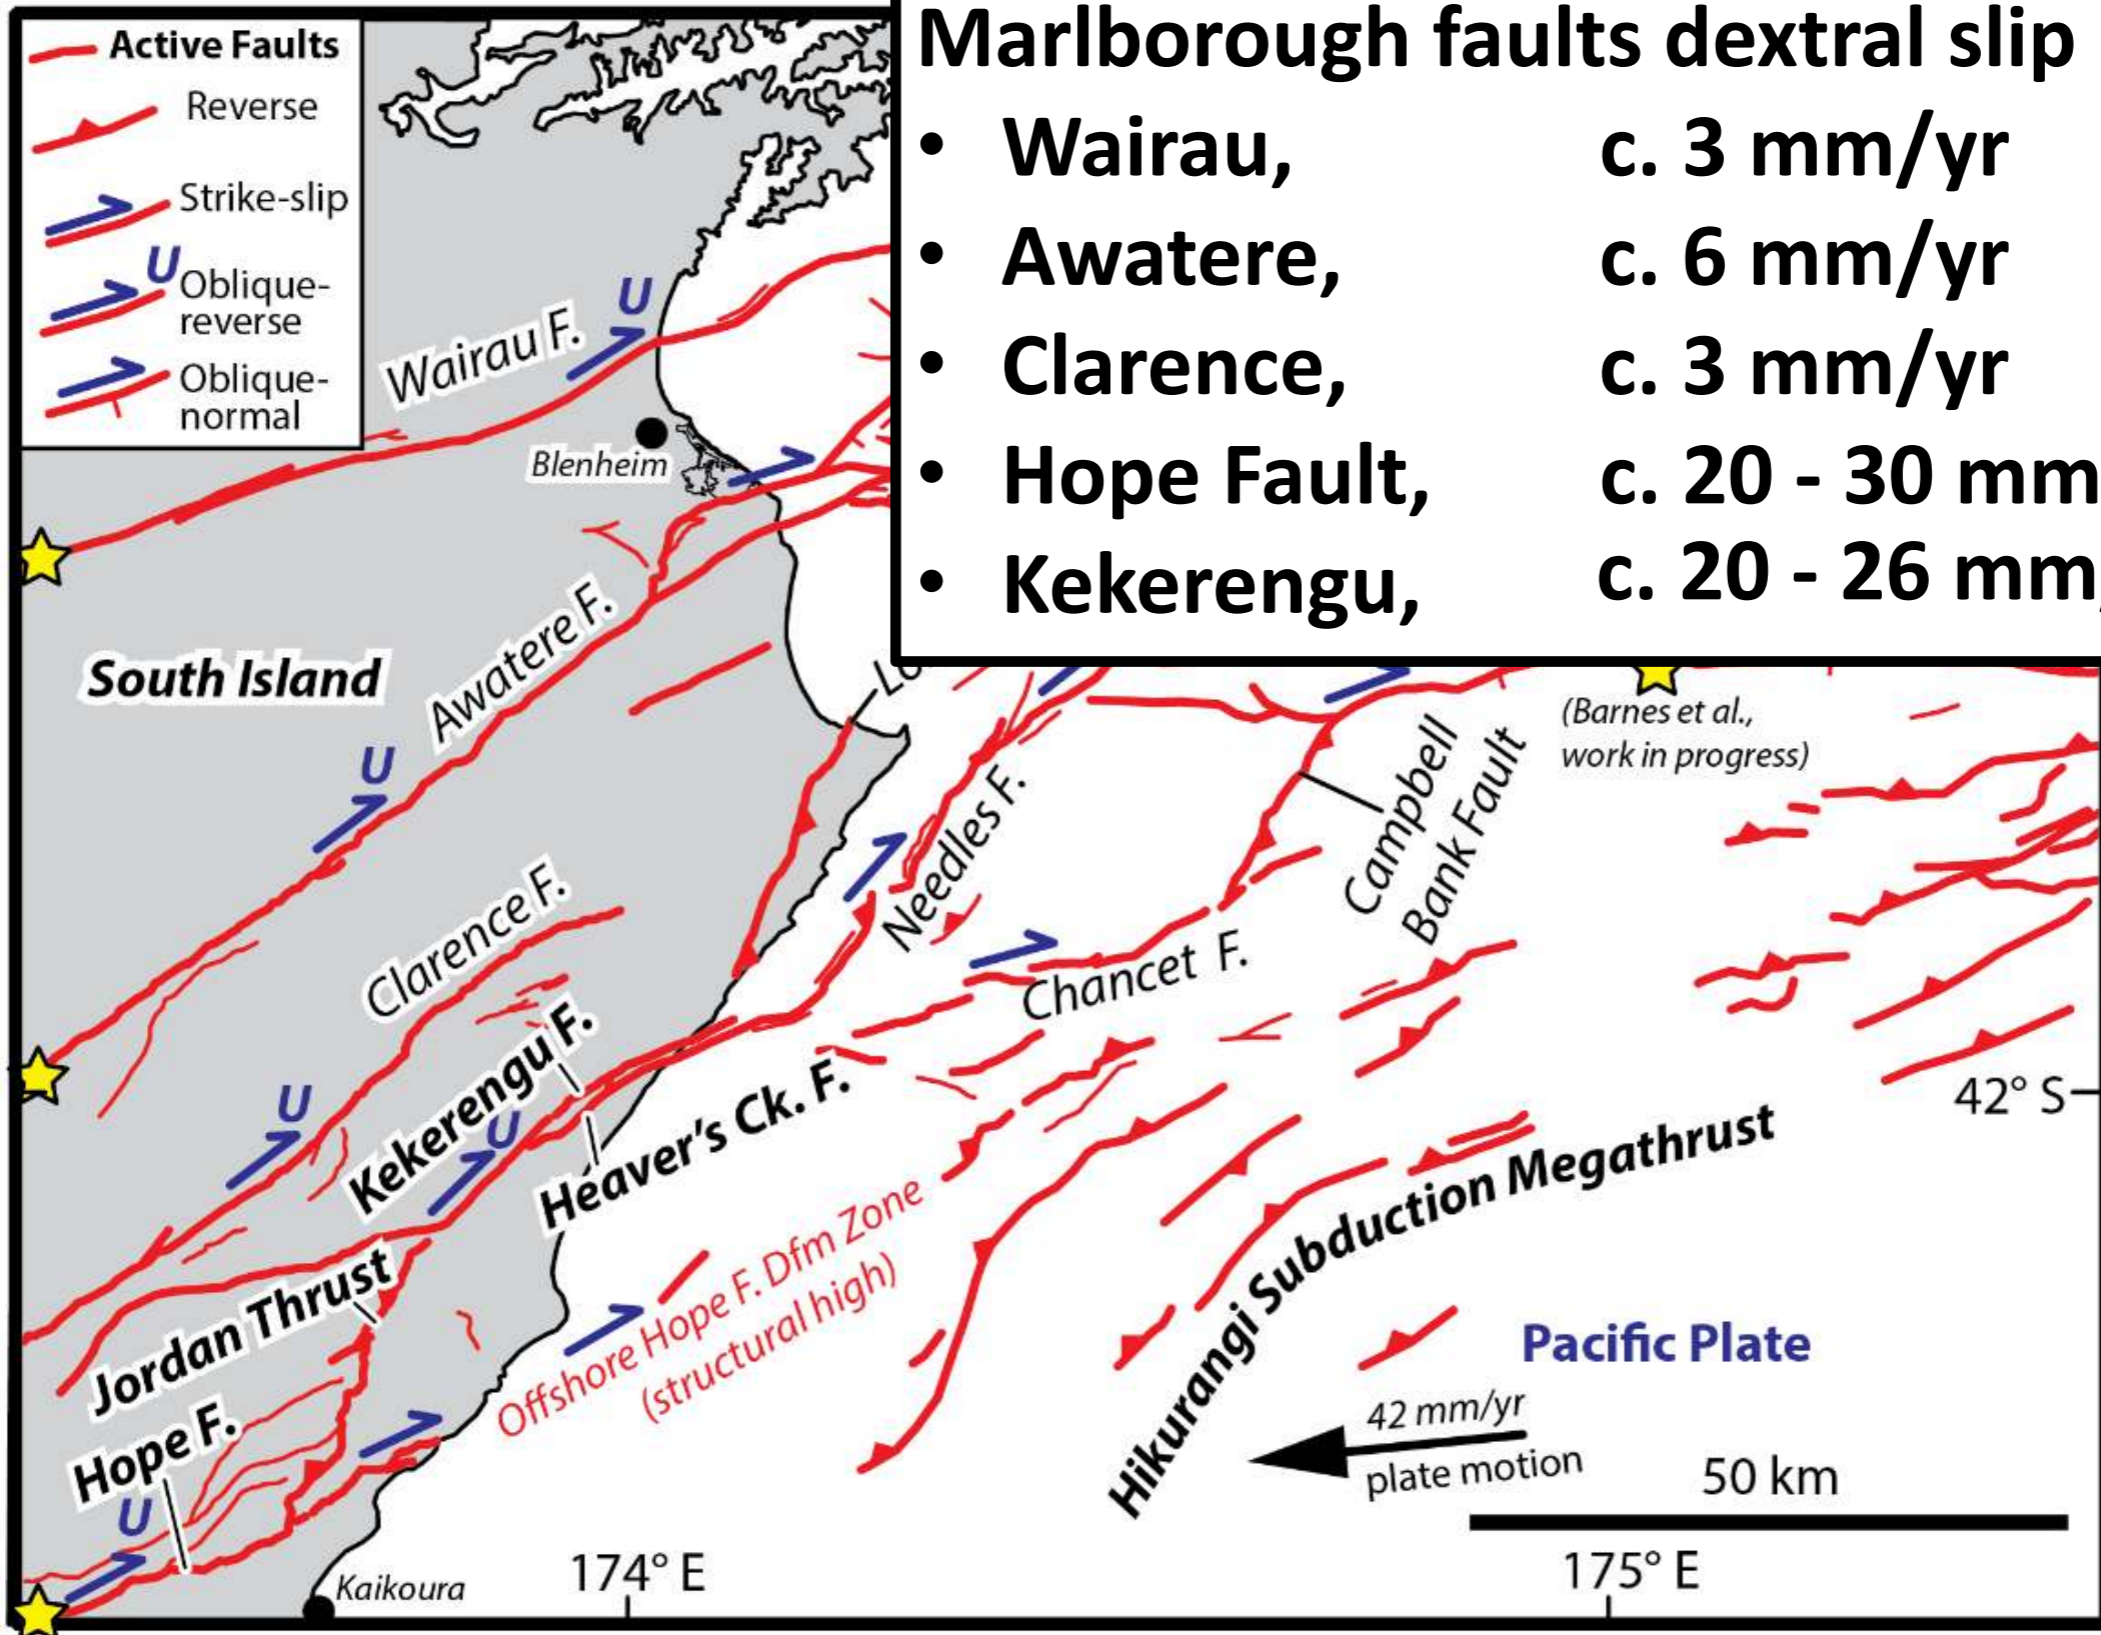 Active Faults
Reverse
Strike-slip
U
Oblique-
reverse
Oblique-
normal
Marlborough faults dextral slip
• Wairau, c. 3 mm/yr
• Awatere, c. 6 mm/yr
• Clarence, c. 3 mm/yr
• Hope Fault, c. 20 - 30 mm
• Kekerengu, c. 20 - 26 mm
U
Wairau F.
Blenheim
South Island
Awatere F.
U
Needles F.
Campbell
Bank Fault
(Barnes et al.,
work in progress)
Clarence F.
Chancet F.
U
Kekerengu F.
U
Heaver's Ck. F.
42° S
Hikurangi Subduction Megathrust
Offshore Hope F. Dfm Zone
(structural high)
Jordan Thrust
Hope F.
U
Pacific Plate
42 mm/yr
plate motion
50 km
Kaikoura
174° E
175° E